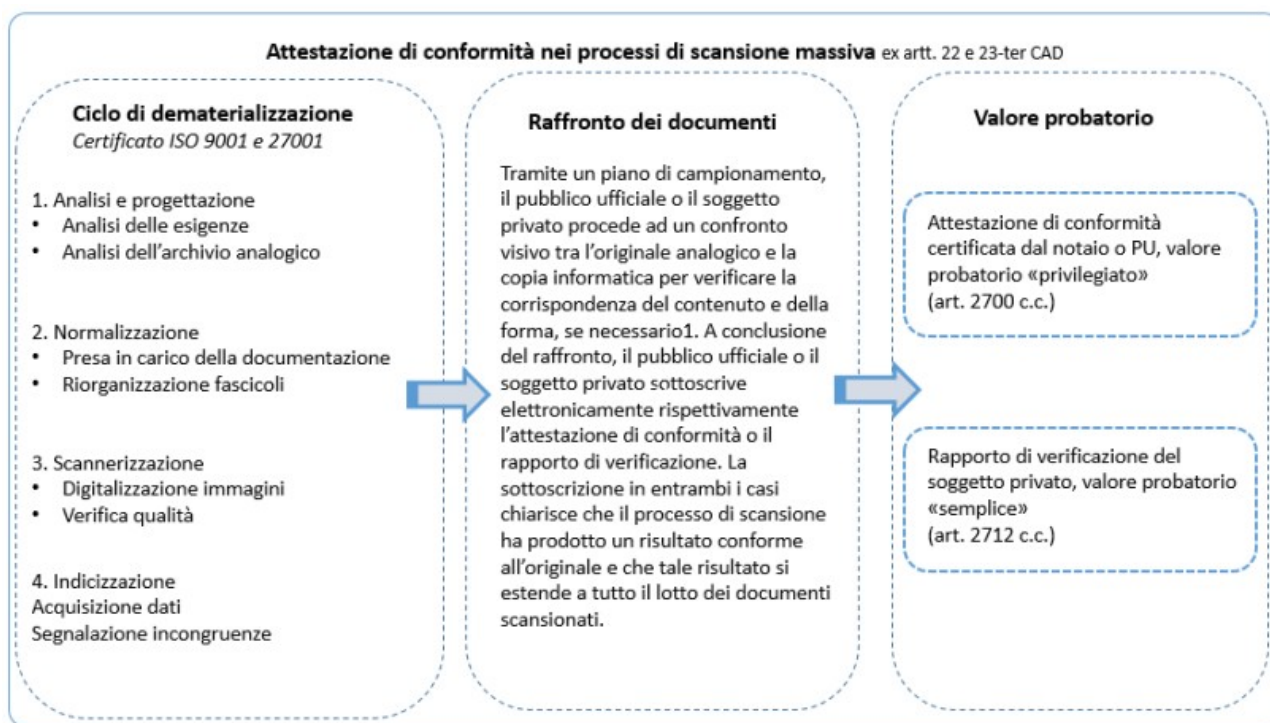 Attestazione di conformità nei processi di scansione massiva ex artt. 22 e 23-ter CAD
Ciclo di dematerializzazione
Certificato ISO 9001 e 27001
1. Analisi e progettazione
• Analisi delle esigenze
• Analisi dell'archivio analogico
2. Normalizzazione
• Presa in carico della documentazione
• Riorganizzazione fascicoli
3. Scannerizzazione
• Digitalizzazione immagini
• Verifica qualità
4. Indicizzazione
Acquisizione dati
Segnalazione incongruenze
Raffronto dei documenti
Tramite un piano di campionamento,
il pubblico ufficiale o il soggetto
privato procede ad un confronto
visivo tra l'originale analogico e la
copia informatica per verificare la
corrispondenza del contenuto e della
forma, se necessario1. A conclusione
del raffronto, il pubblico ufficiale o il
soggetto privato sottoscrive
elettronicamente rispettivamente
l'attestazione di conformità o il
rapporto di verificazione. La
sottoscrizione in entrambi i casi
chiarisce che il processo di scansione
ha prodotto un risultato conforme
all'originale e che tale risultato si
estende a tutto il lotto dei documenti
scansionati.
Valore probatorio
Attestazione di conformità
certificata dal notaio o PU, valore
probatorio «privilegiato»
(art. 2700 c.c.)
Rapporto di verificazione del
soggetto privato, valore probatorio
«semplice»
(art. 2712 c.c.)